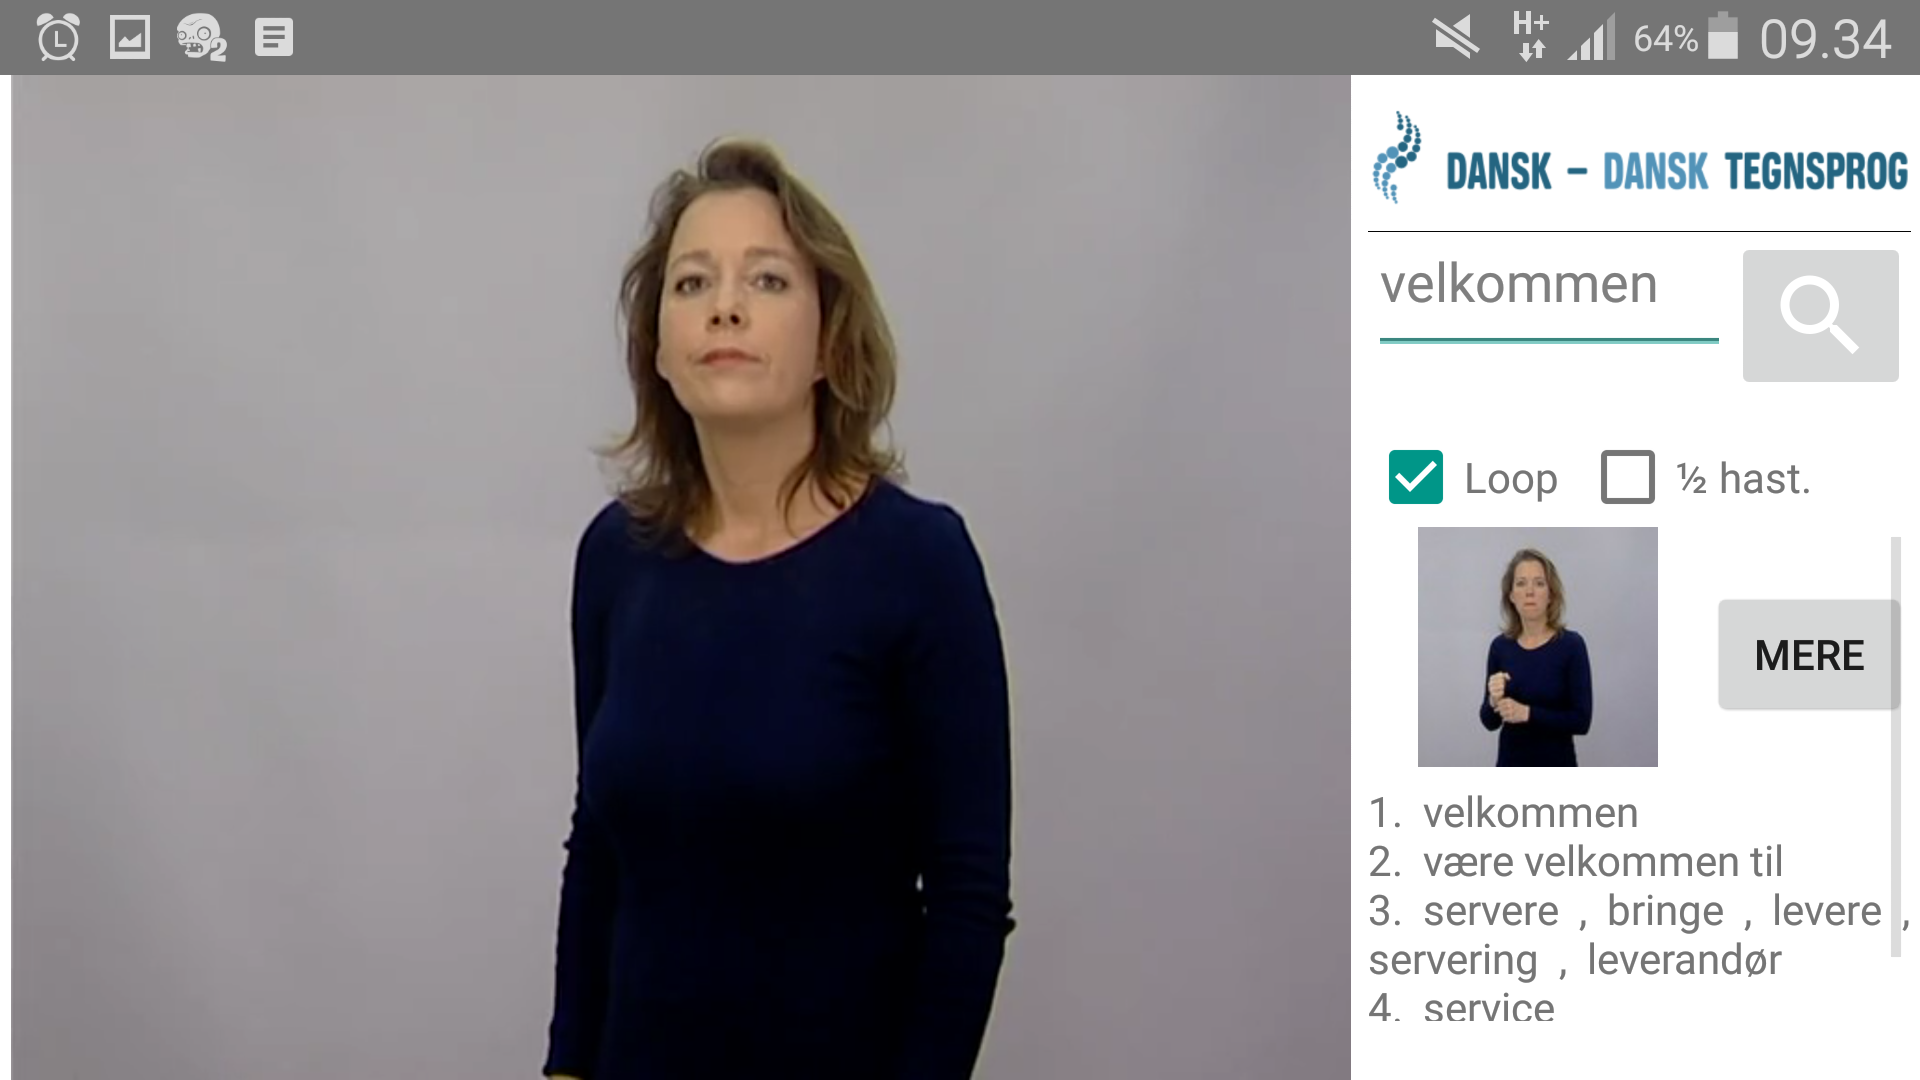 2
H+
64%
09.34
DANSK – DANSK TEGNSPROG
velkommen
Loop
½ hast.
MERE
1. velkommen
2. være velkommen til
3. servere , bringe , levere ,
servering , leverandør
4. service